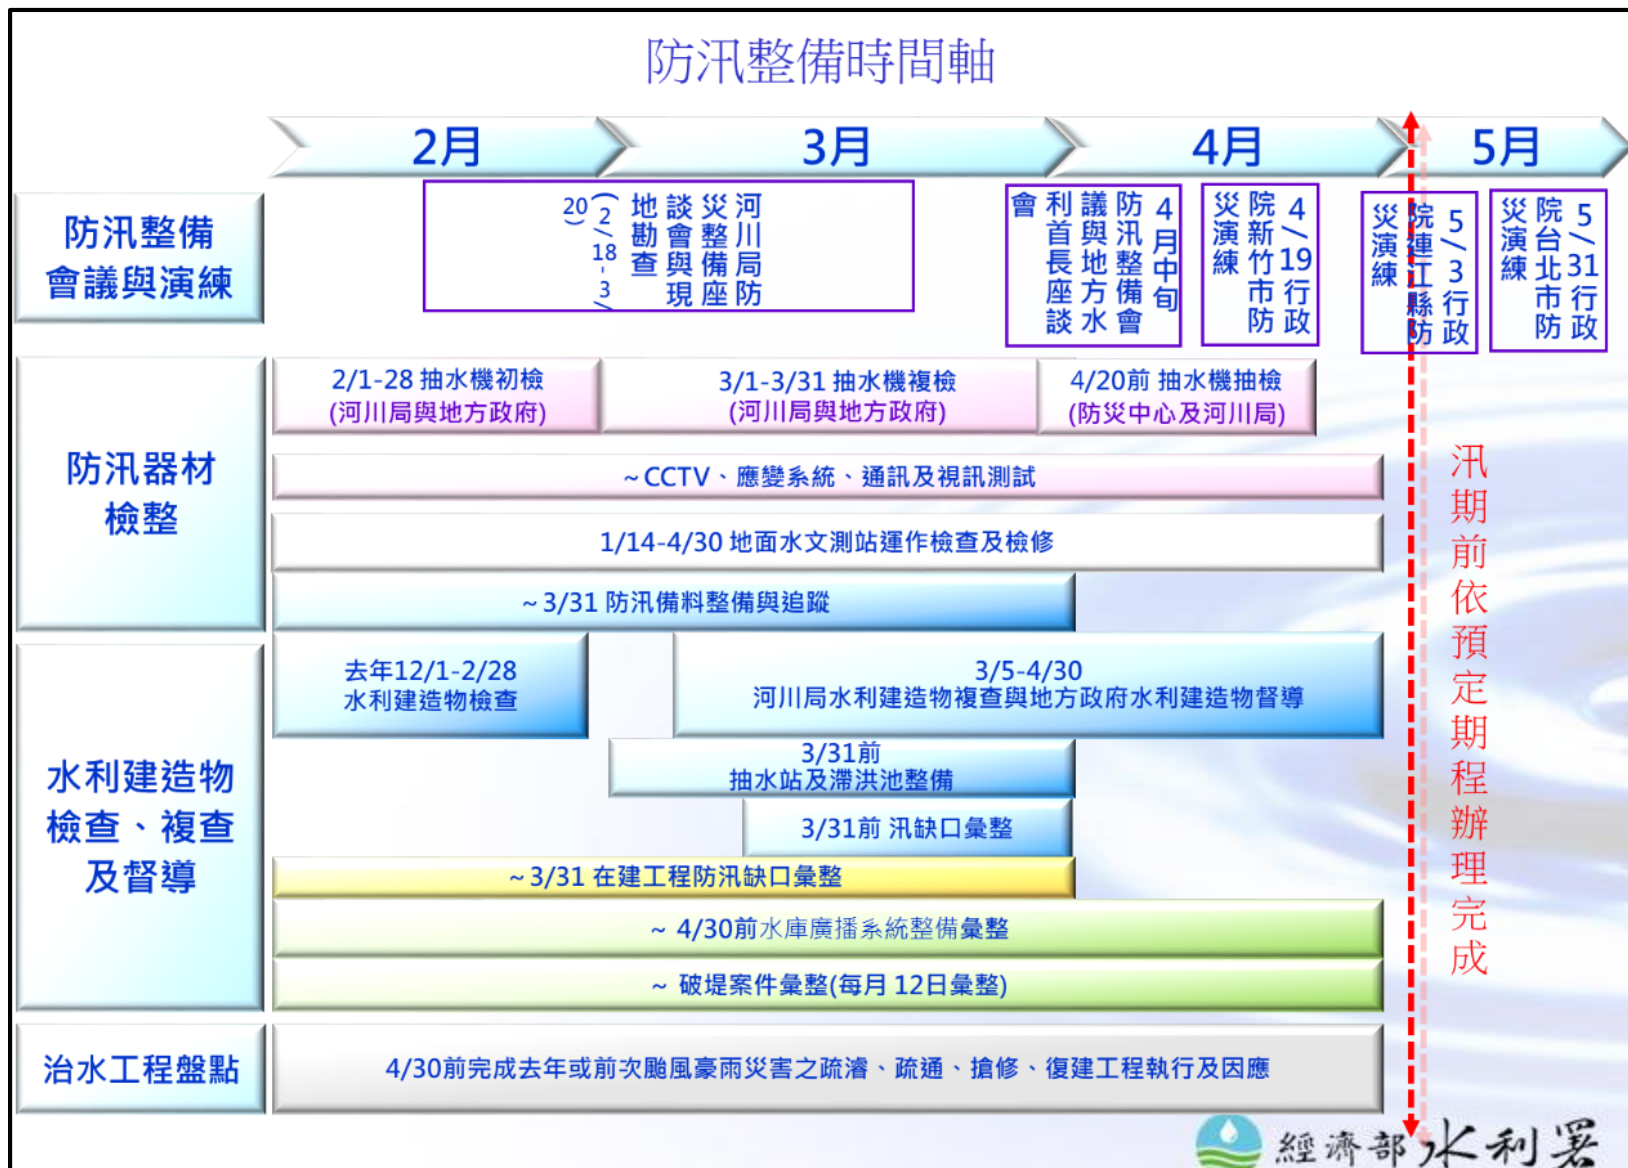 防汛整備時間軸
2月
3月
4月
5月
防汛整備
會議與演練
河川局防
災整備座
談會與現
地勘查
(2/18-3/
20)
4月中旬
防汛整備會
議與地方水
利首長座談
會
4/19行政
院新竹市防
災演練
5/3行政
院連江縣防
災演練
5/31行政
院台北市防
災演練
防汛器材
檢整
2/1-28 抽水機初檢
(河川局與地方政府)
3/1-3/31 抽水機複檢
(河川局與地方政府)
4/20前 抽水機抽檢
(防災中心及河川局)
~CCTV、應變系統、通訊及視訊測試
1/14-4/30 地面水文測站運作檢查及檢修
~3/31 防汛備料整備與追蹤
水利建造物
檢查、複查
及督導
去年12/1-2/28
水利建造物檢查
3/5-4/30
河川局水利建造物複查與地方政府水利建造物督導
3/31前
抽水站及滯洪池整備
3/31前 汛缺口彙整
~3/31 在建工程防汛缺口彙整
~ 4/30前水庫廣播系統整備彙整
~ 破堤案件彙整(每月 12日彙整)
治水工程盤點
4/30前完成去年或前次颱風豪雨災害之疏濬、疏通、搶修、復建工程執行及因應
汛期前依預定期程辦理完成
經濟部水利署